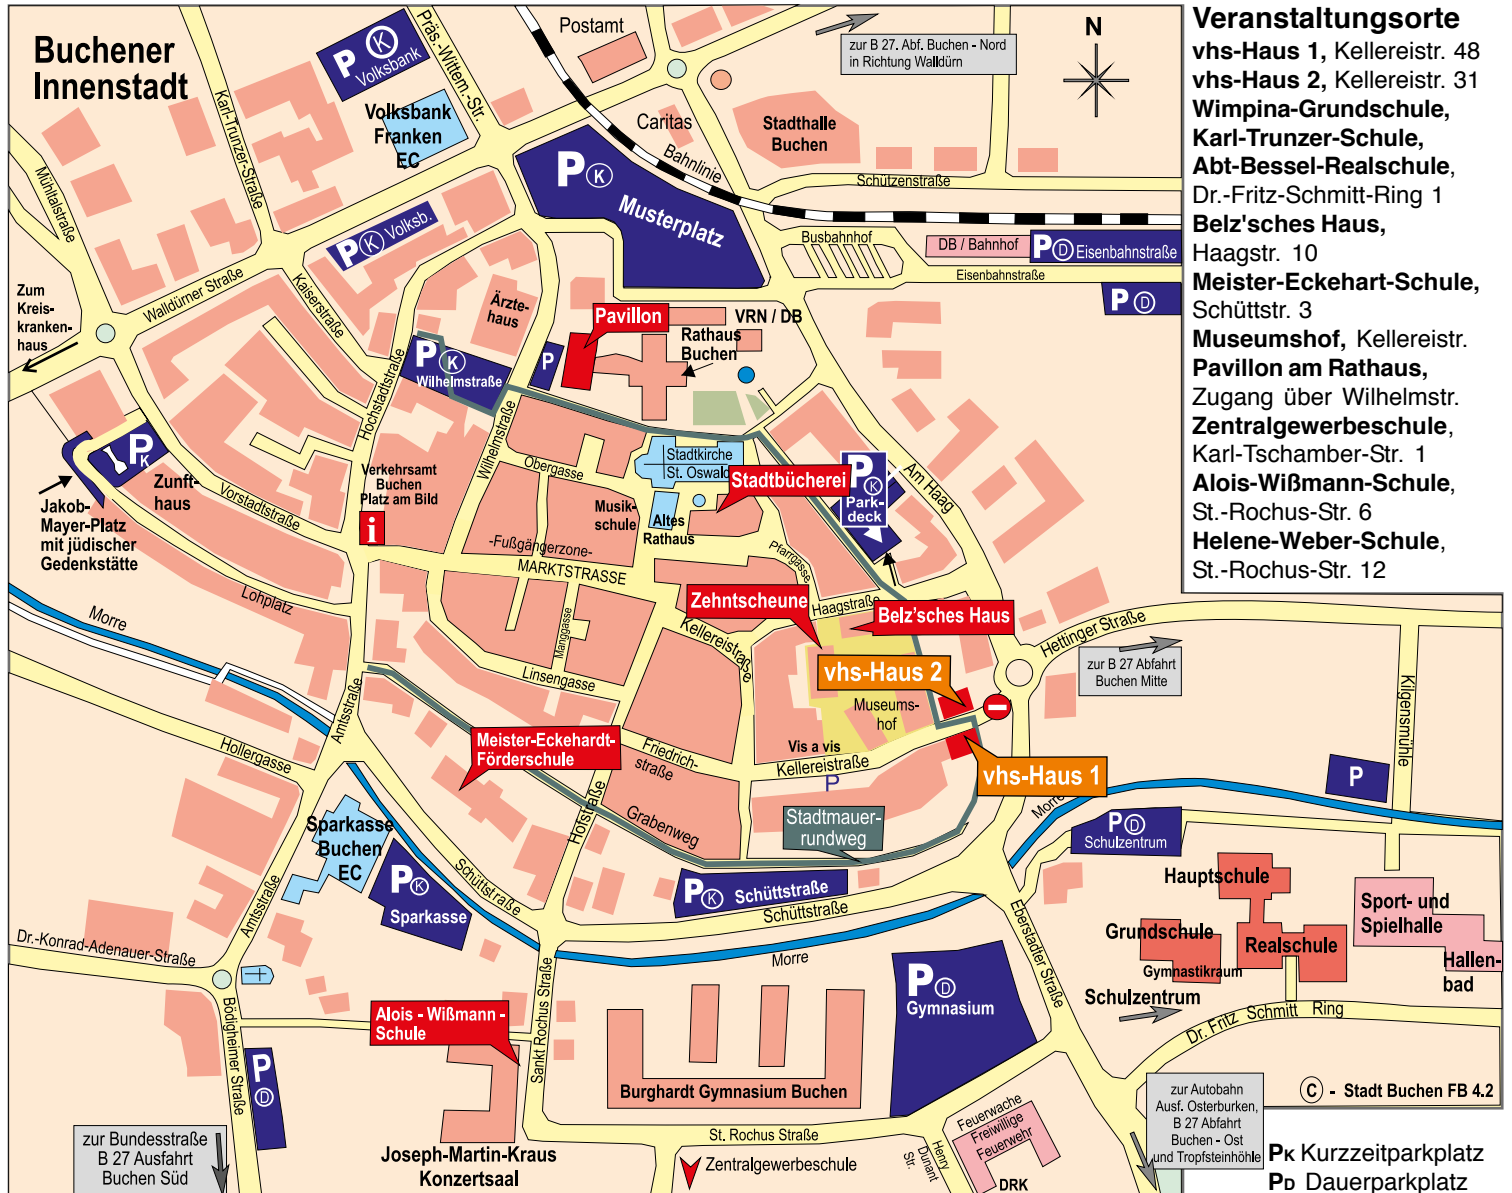 Buchener
Innenstadt
Veranstaltungsorte
vhs-Haus 1, Kellereistr. 48
vhs-Haus 2, Kellereistr. 31
Wimpina-Grundschule,
Karl-Trunzer-Schule,
Abt-Bessel-Realschule,
Dr.-Fritz-Schmitt-Ring 1
Belz'sches Haus,
Haagstr. 10
Meister-Eckehart-Schule,
Schüttstr. 3
Museumshof, Kellereistr.
Pavillon am Rathaus,
Zugang über Wilhelmstr.
Zentralgewerbeschule,
Karl-Tschamber-Str. 1
Alois-Wißmann-Schule,
St.-Rochus-Str. 6
Helene-Weber-Schule,
St.-Rochus-Str. 12
N
zur B 27. Abf. Buchen - Nord
in Richtung Walldürn
Postamt
P K
Volksbank
Präs.-Wittem.-Str.
Karl-Trunzer-Straße
Mühltalstraße
Volksbank
Franken
EC
Caritas
Bahnlinie
Stadthalle
Buchen
Schützenstraße
P K
Musterplatz
P K Volksb.
Busbahnhof
DB / Bahnhof
P D Eisenbahnstraße
Eisenbahnstraße
P D
Zum
Kreis-
kranken-
haus
Walldürner Straße
Kaiserstraße
Ärzte-
haus
Pavillon
VRN / DB
Rathaus
Buchen
P K
Wilhelmstraße
P
Hochstadtstraße
Wilhelmstraße
P K
Zunft-
haus
Vorstadtstraße
Jakob-
Mayer-Platz
mit jüdischer
Gedenkstätte
Verkehrsamt
Buchen
Platz am Bild
i
Obergasse
Stadtkirche
St. Oswald
Stadtbücherei
Musik-
schule
Altes
Rathaus
P K
Park-
deck
Am Haag
-Fußgängerzone-
MARKTSTRASSE
Pfarrgasse
Haagstraße
Lohplatz
Morre
Zehntscheune
Belz'sches Haus
Hettinger Straße
zur B 27 Abfahrt
Buchen Mitte
Kilgensmühle
Manggasse
Kellereistraße
Linsengasse
vhs-Haus 2
Museums-
hof
Vis a vis
Kellereistraße
P
vhs-Haus 1
Amtsstraße
Hollergasse
Meister-Eckehardt-
Förderschule
Friedrich-
straße
Hofstraße
Grabenweg
Stadtmauer-
rundweg
Morre
P
P D
Schulzentrum
Sparkasse
Buchen
EC
P K
Sparkasse
Schüttstraße
P K Schüttstraße
Schüttstraße
Morre
Eberstadter Straße
Hauptschule
Grundschule
Gymnastikraum
Realschule
Sport- und
Spielhalle
Hallen-
bad
Schulzentrum
Dr. Fritz Schmitt Ring
Amtsstraße
Dr.-Konrad-Adenauer-Straße
Bödigheimer Straße
P D
Alois - Wißmann -
Schule
Sankt Rochus Straße
P D
Gymnasium
Burghardt Gymnasium Buchen
St. Rochus Straße
Zentralgewerbeschule
Joseph-Martin-Kraus
Konzertsaal
zur Bundesstraße
B 27 Ausfahrt
Buchen Süd
Feuerwache
Freiwillige
Feuerwehr
Henry
Dunant
Str.
DRK
zur Autobahn
Ausf. Osterburken,
B 27 Abfahrt
Buchen - Ost
und Tropfsteinhöhle
C - Stadt Buchen FB 4.2
PK Kurzzeitparkplatz
PD Dauerparkplatz